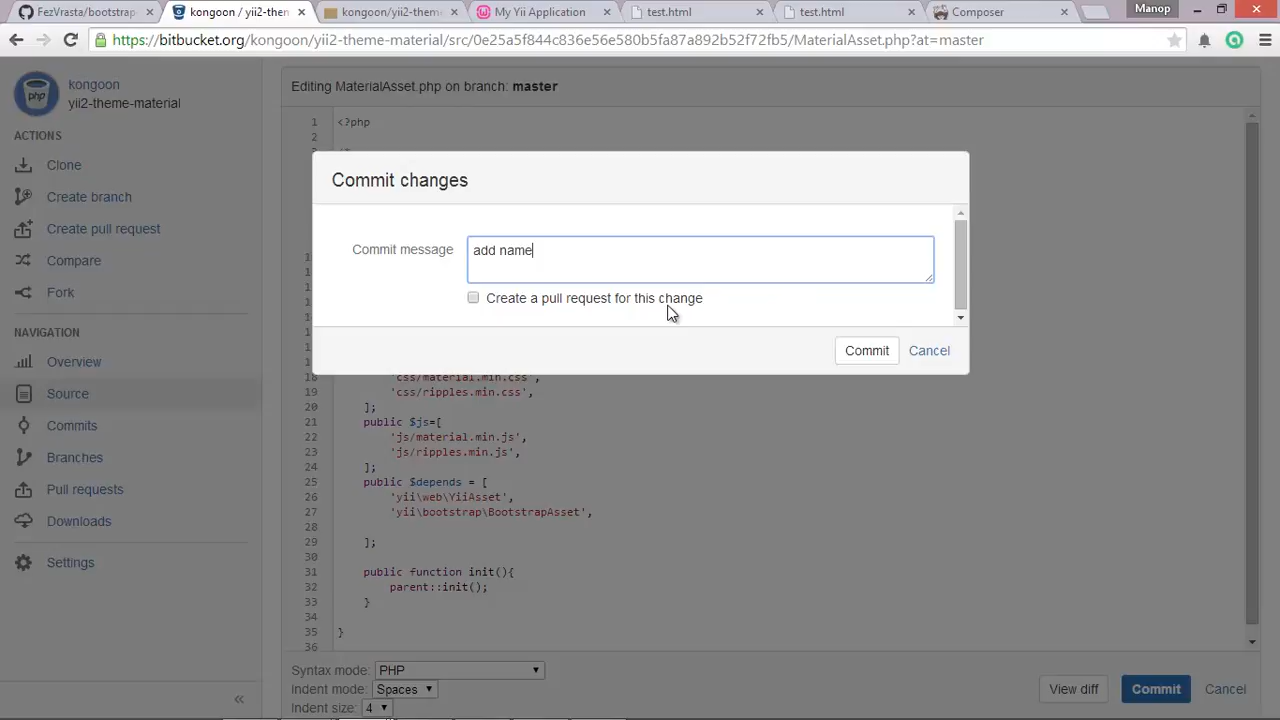 FezVrasta/bootstrap
kongoon / yii2-them
kongoon/yii2-theme
My Yii Application
test.html
test.html
Composer
Manop
https://bitbucket.org/kongoon/yii2-theme-material/src/0e25a5f844c836e56e580b5fa87a892b52f72fb5/MaterialAsset.php?at=master
php
kongoon
yii2-theme-material
ACTIONS
Clone
Create branch
Create pull request
Compare
Fork
NAVIGATION
Overview
Source
Commits
Branches
Pull requests
Downloads
Settings
«
Editing MaterialAsset.php on branch: master
1 <?php
2
Commit changes
Commit message
add name
Create a pull request for this change
Commit Cancel
18 'css/material.min.css',
19 'css/ripples.min.css',
20 ];
21 public $js=[
22 'js/material.min.js',
23 'js/ripples.min.js',
24 ];
25 public $depends = [
26 'yii\web\YiiAsset',
27 'yii\bootstrap\BootstrapAsset',
28
29 ];
30
31 public function init(){
32 parent::init();
33 }
34
35 }
36
Syntax mode: PHP
Indent mode: Spaces
Indent size: 4
View diff Commit Cancel